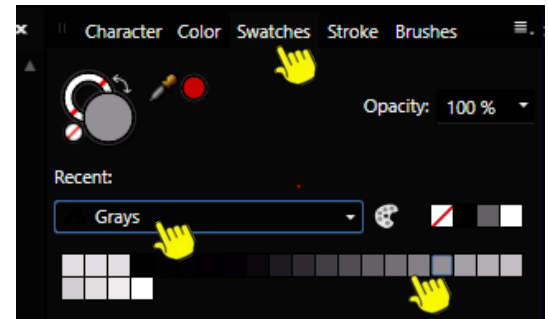 Character Color Swatches Stroke Brushes
Opacity: 100 %
Recent:
Grays